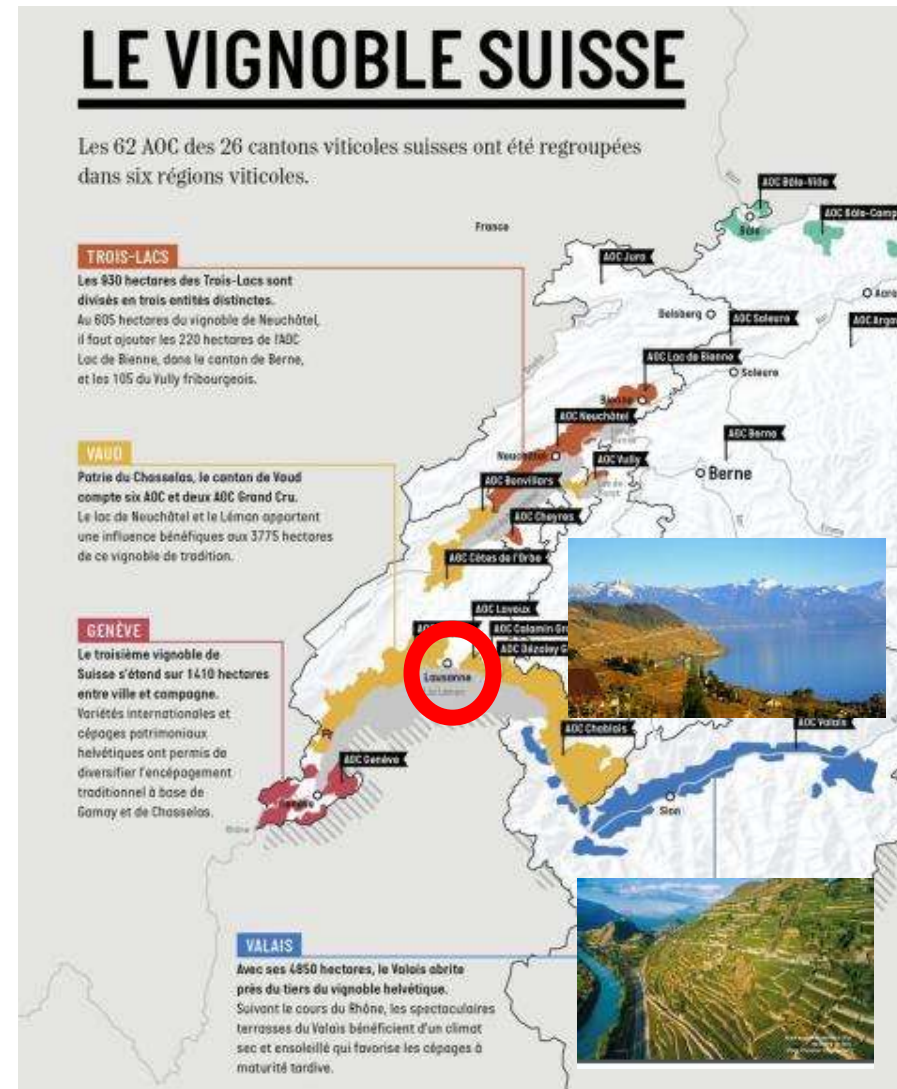 LE VIGNOBLE SUISSE
Les 62 AOC des 26 cantons viticoles suisses ont été regroupées
dans six régions viticoles.
AOC Bâle-Ville
Bâle
AOC Bâle-Camp
France
TROIS-LACS
Les 930 hectares des Trois-Lacs sont
divisés en trois entités distinctes.
Au 605 hectares du vignoble de Neuchâtel,
il faut ajouter les 220 hectares de l'AOC
Lac de Bienne, dans le canton de Berne,
et les 105 du Vully fribourgeois.
AOC Jura
Delsberg
AOC Soleure
AOC Argov
AOC Lac de Bienne
Soleure
Bienne
AOC Neuchâtel
AOC Berne
Neuchâtel
AOC Vully
Berne
AOC Bonvillars
VAUD
Patrie du Chasselas, le canton de Vaud
compte six AOC et deux AOC Grand Cru.
Le lac de Neuchâtel et le Léman apportent
une influence bénéfiques aux 3775 hectares
de ce vignoble de tradition.
AOC Cheyres
AOC Côtes de l'Orbe
AOC Lavaux
AOC Calamin Gr
AOC Dézaley G
Lausanne
GENÈVE
Le troisième vignoble de
Suisse s'étend sur 1410 hectares
entre ville et campagne.
Variétés internationales et
cépages patrimoniaux
helvétiques ont permis de
diversifier l'encépagement
traditionnel à base de
Gamay et de Chasselas.
AOC Chablais
AOC Valais
AOC Genève
Genève
Sion
Rhône
VALAIS
Avec ses 4850 hectares, le Valais abrite
près du tiers du vignoble helvétique.
Suivant le cours du Rhône, les spectaculaires
terrasses du Valais bénéficient d'un climat
sec et ensoleillé qui favorise les cépages à
maturité tardive.